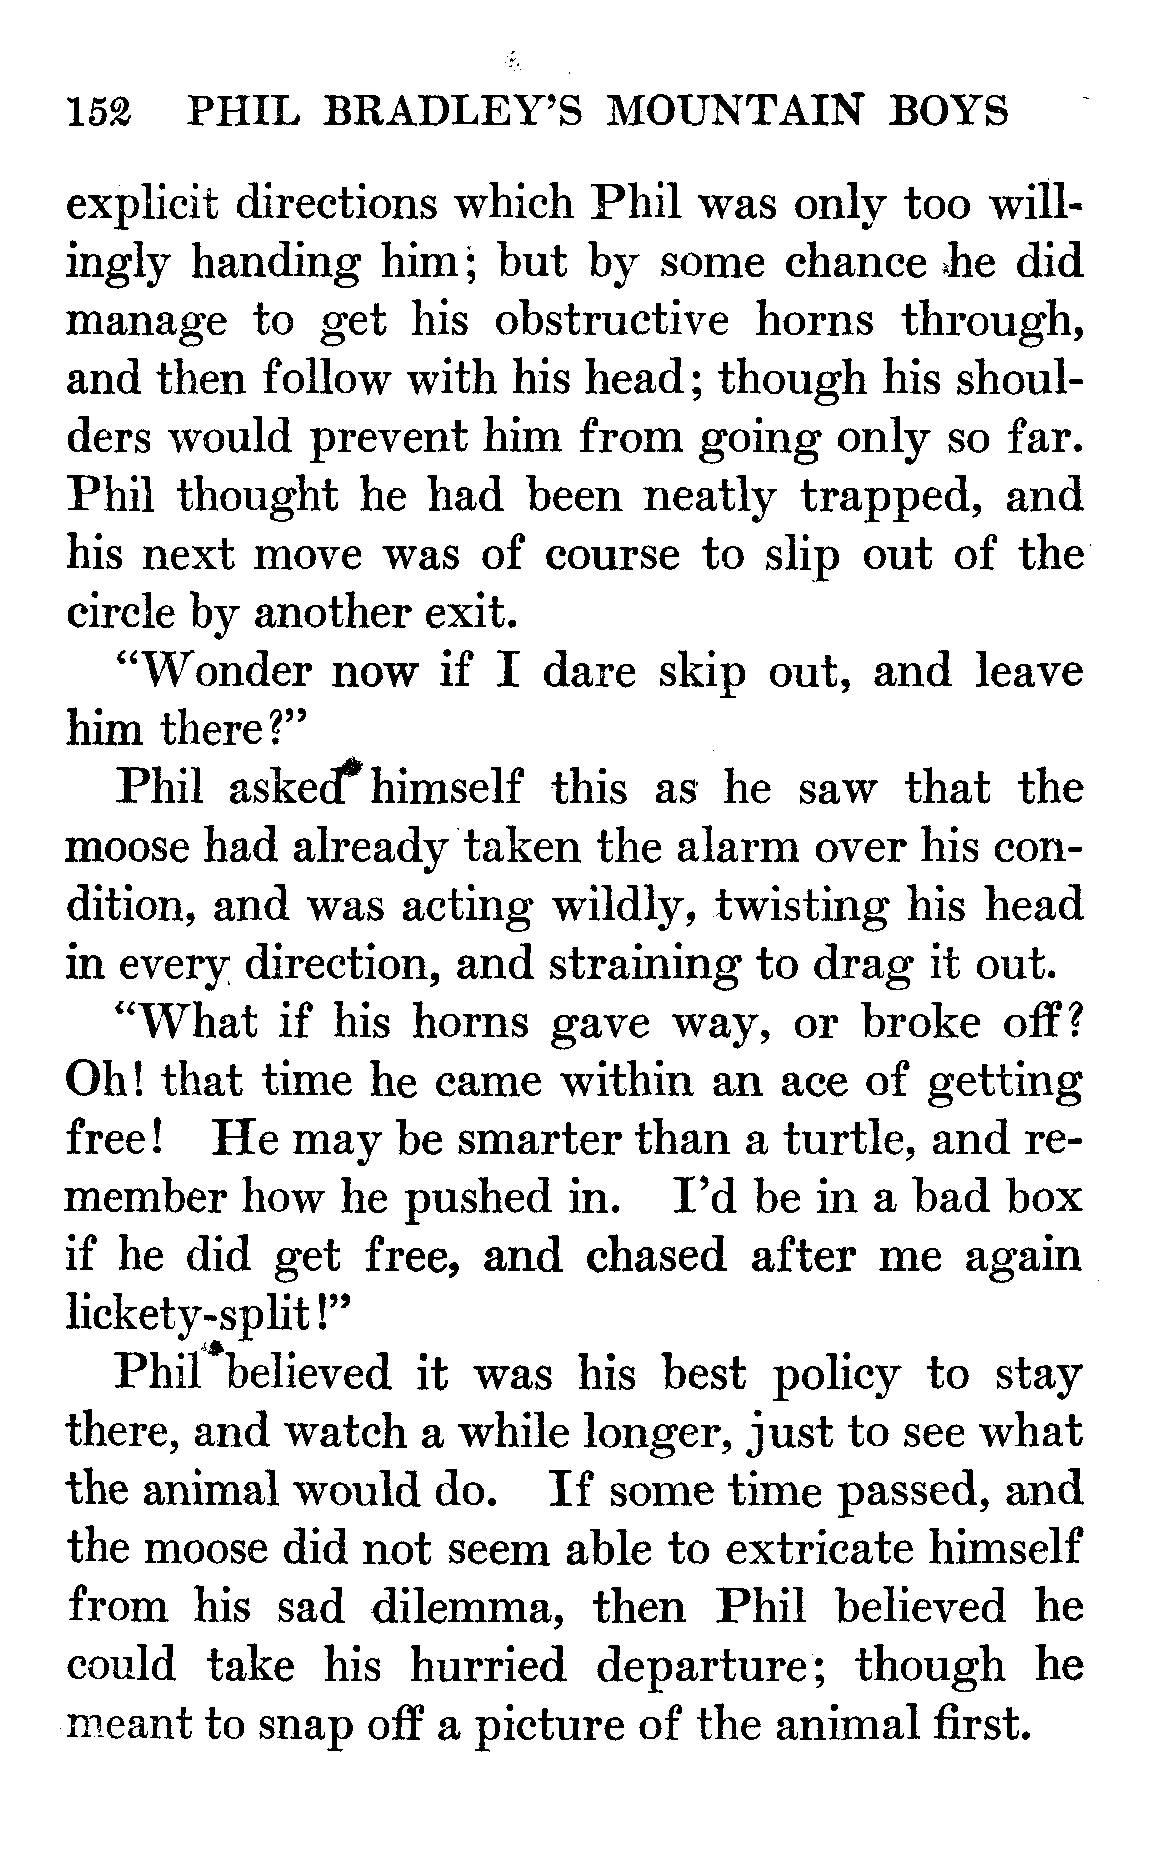 152 PHIL BRADLEY'S MOUNTAIN BOYS
explicit directions which Phil was only too will-
ingly handing him; but by some chance he did
manage to get his obstructive horns through,
and then follow with his head; though his shoul-
ders would prevent him from going only so far.
Phil thought he had been neatly trapped, and
his next move was of course to slip out of the
circle by another exit.
"Wonder now if I dare skip out, and leave
him there?"
Phil asked himself this as he saw that the
moose had already taken the alarm over his con-
dition, and was acting wildly, twisting his head
in every direction, and straining to drag it out.
"What if his horns gave way, or broke off?
Oh! that time he came within an ace of getting
free! He may be smarter than a turtle, and re-
member how he pushed in. I'd be in a bad box
if he did get free, and chased after me again
lickety-split!"
Phil believed it was his best policy to stay
there, and watch a while longer, just to see what
the animal would do. If some time passed, and
the moose did not seem able to extricate himself
from his sad dilemma, then Phil believed he
could take his hurried departure; though he
meant to snap off a picture of the animal first.